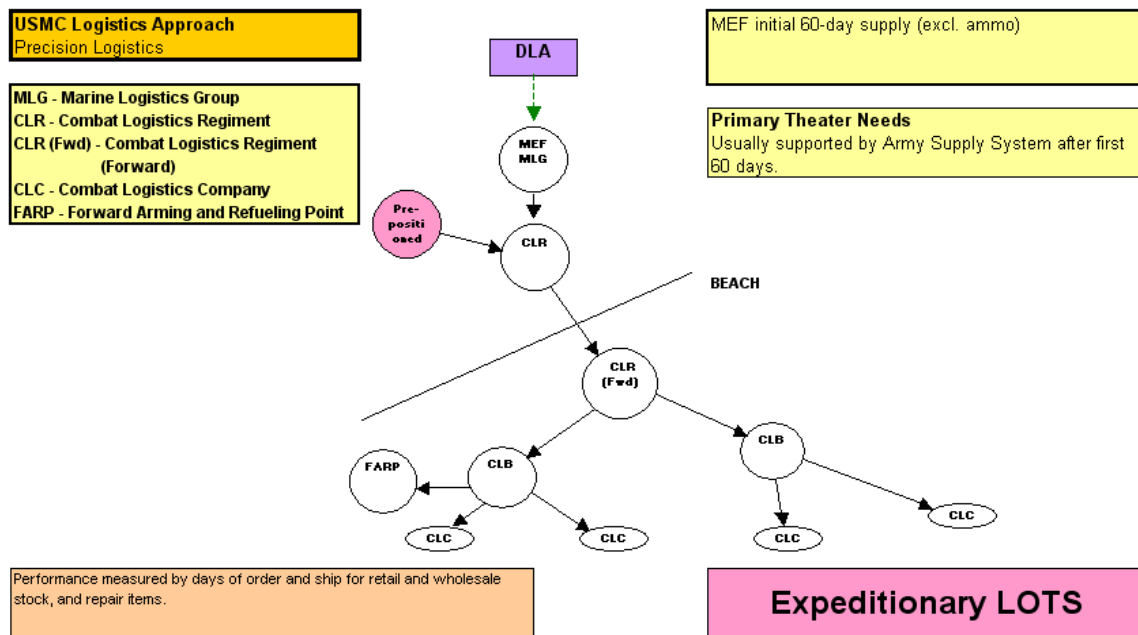 USMC Logistics Approach
Precision Logistics
MEF initial 60-day supply (excl. ammo)
DLA
MLG - Marine Logistics Group
CLR - Combat Logistics Regiment
CLR (Fwd) - Combat Logistics Regiment
(Forward)
CLC - Combat Logistics Company
FARP - Forward Arming and Refueling Point
Primary Theater Needs
Usually supported by Army Supply System after first
60 days.
MEF
MLG
Pre-
positi
oned
CLR
BEACH
CLR
(Fwd)
CLB
FARP
CLB
CLC
CLC
CLC
CLC
Performance measured by days of order and ship for retail and wholesale
stock, and repair items.
Expeditionary LOTS